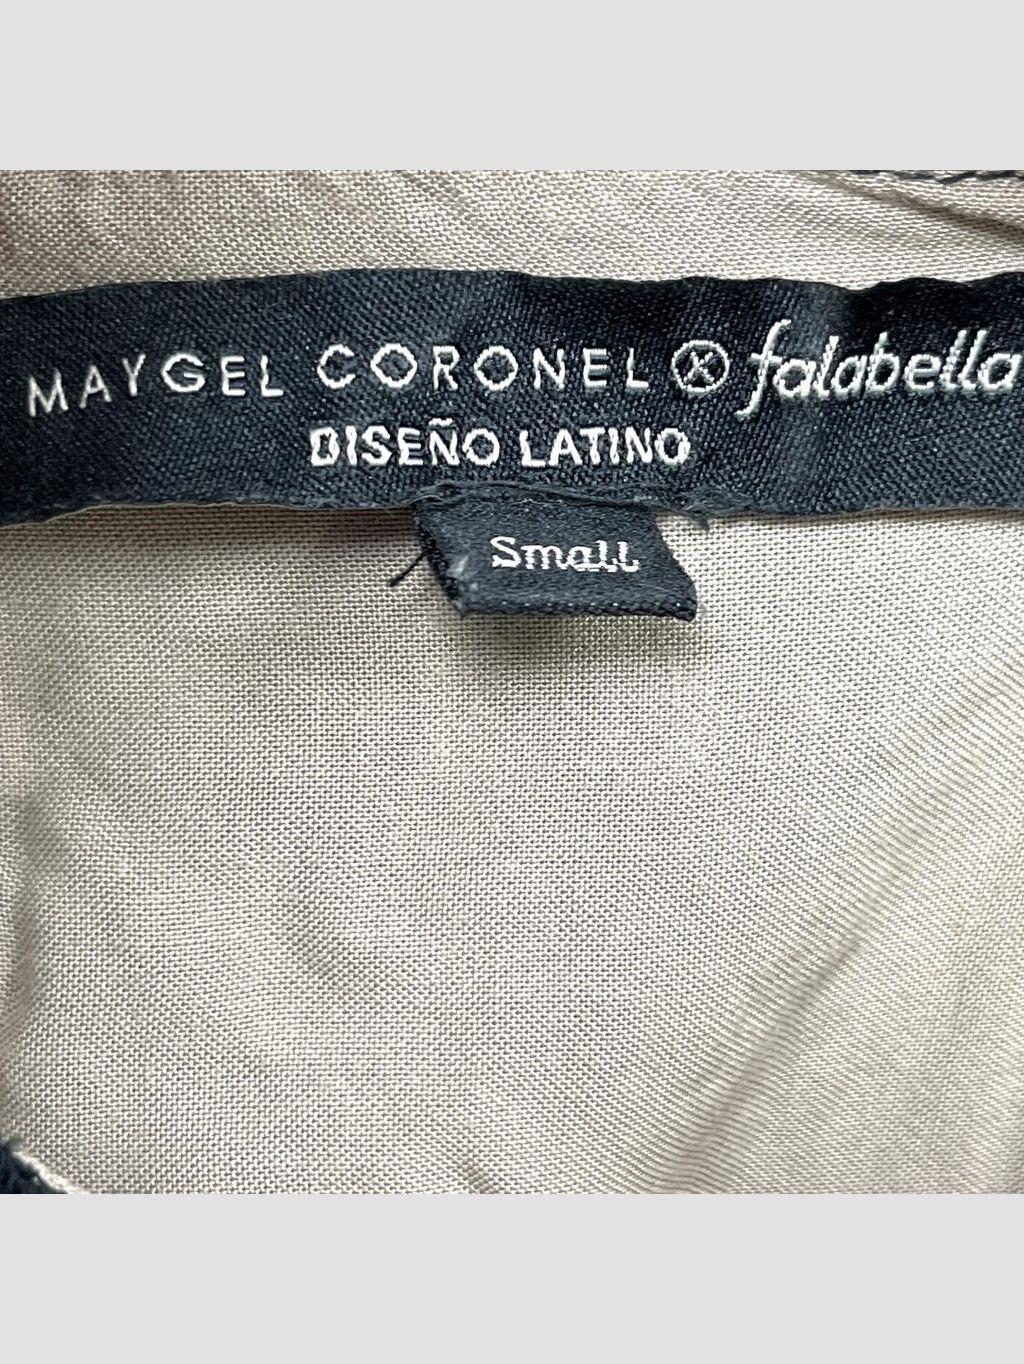 MAYGEL CORONEL ⓧ falabella
DISEÑO LATINO
Small